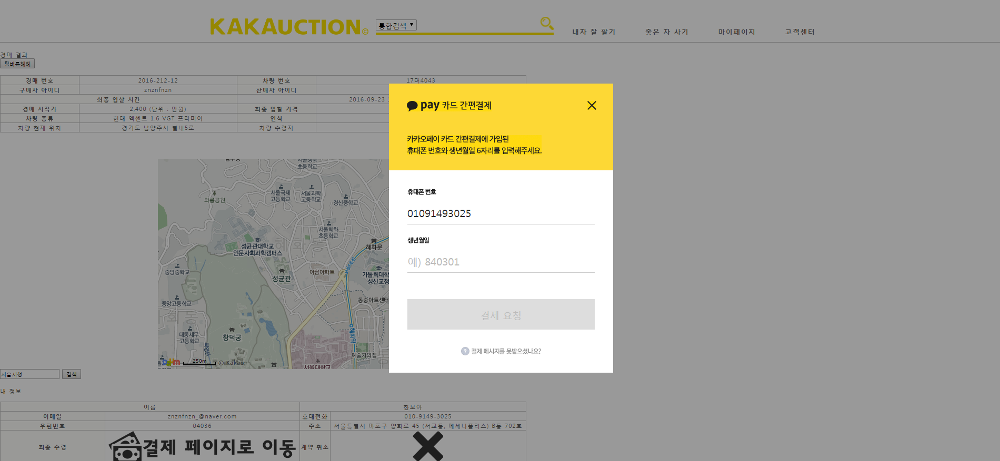 KAKAUCTION©
통합검색
내차 잘 팔기
좋은 차 사기
마이페이지
고객센터
경매 결과
팁버튼헤헤
경매 번호 2016-212-12 차량 번호 17머4043
구매자 아이디 znznfnzn 판매자 아이디
최종 입찰 시간 2016-09-23
경매 시작가 2,400 (단위 : 만원) 최종 입찰 가격
차량 종류 현대 엑센트 1.6 VGT 프리미어 연식
차량 현재 위치 경기도 남양주시 별내5로 차량 수령지
pay 카드 간편결제
카카오페이 카드 간편결제에 가입된
휴대폰 번호와 생년월일 6자리를 입력해주세요.
휴대폰 번호
01091493025
생년월일
예) 840301
결제 요청
? 결제 메시지를 못받으셨나요?
서울성북
초등학교
와룡공원
서울국제
고등학교
서울과학
고등학교
경신중학교
서울혜화
초등학교
혜화동
성균관대학교
인문사회과학캠퍼스
혜화문
서울4호선
중앙중학교
성균관
아남아파트
가톨릭대학
성신교정
중앙고등학교
동숭아트센터
대동세무
고등학교
창덕궁
혜화역
북영천
예술가의집
서울대학교
250m
© Kakao
서울시청 검색
내 정보
이름 한보아
이메일 znznfnzn_@naver.com 휴대전화 010-9149-3025
우편번호 04036 주소 서울특별시 마포구 양화로 45 (서교동, 메세나폴리스) B동 702호
최종 수령 결제 페이지로 이동 계약 취소